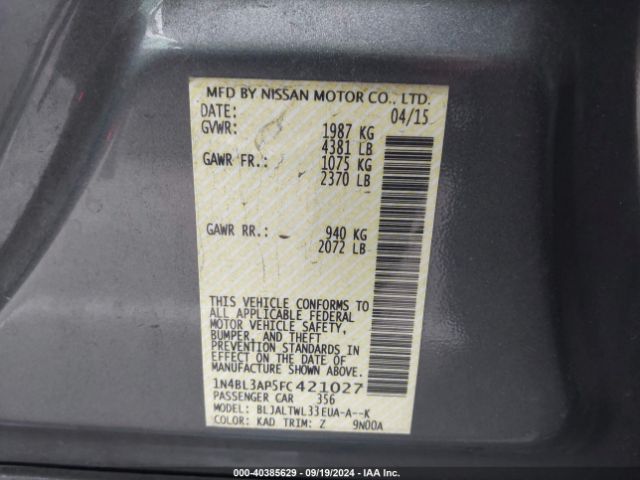 MFD BY NISSAN MOTOR CO., LTD.
DATE: 04/15
GVWR: 1987 KG
4381 LB
GAWR FR.: 1075 KG
2370 LB
GAWR RR.: 940 KG
2072 LB
THIS VEHICLE CONFORMS TO
ALL APPLICABLE FEDERAL
MOTOR VEHICLE SAFETY,
BUMPER, AND THEFT
PREVENTION STANDARDS IN
EFFECT ON THE DATE OF
MANUFACTURE SHOWN ABOVE.
1N4BL3AP5FC421027
PASSENGER CAR 356
MODEL: BLJALTWL33EUA-A--K
COLOR: KAD TRIM: Z 9N00A
000-40385629 - 09/19/2024 - IAA Inc.